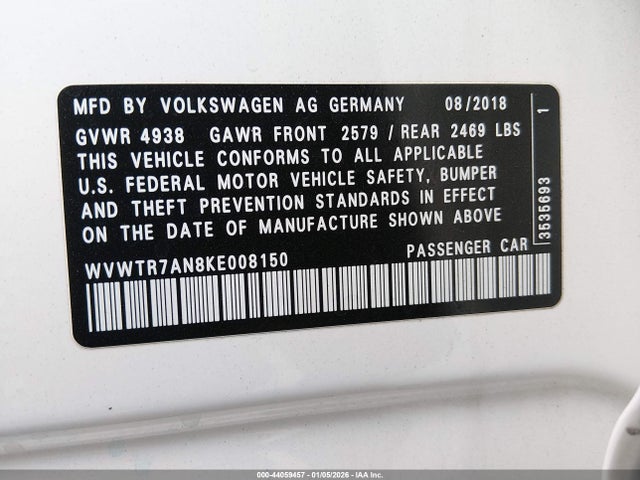 MFD BY VOLKSWAGEN AG GERMANY 08/2018
GVWR 4938 GAWR FRONT 2579 / REAR 2469 LBS
THIS VEHICLE CONFORMS TO ALL APPLICABLE
U.S. FEDERAL MOTOR VEHICLE SAFETY, BUMPER
AND THEFT PREVENTION STANDARDS IN EFFECT
ON THE DATE OF MANUFACTURE SHOWN ABOVE
WVWTR7AN8KE008150 PASSENGER CAR
3535693 1
000-44059457 - 01/05/2026 - IAA Inc.